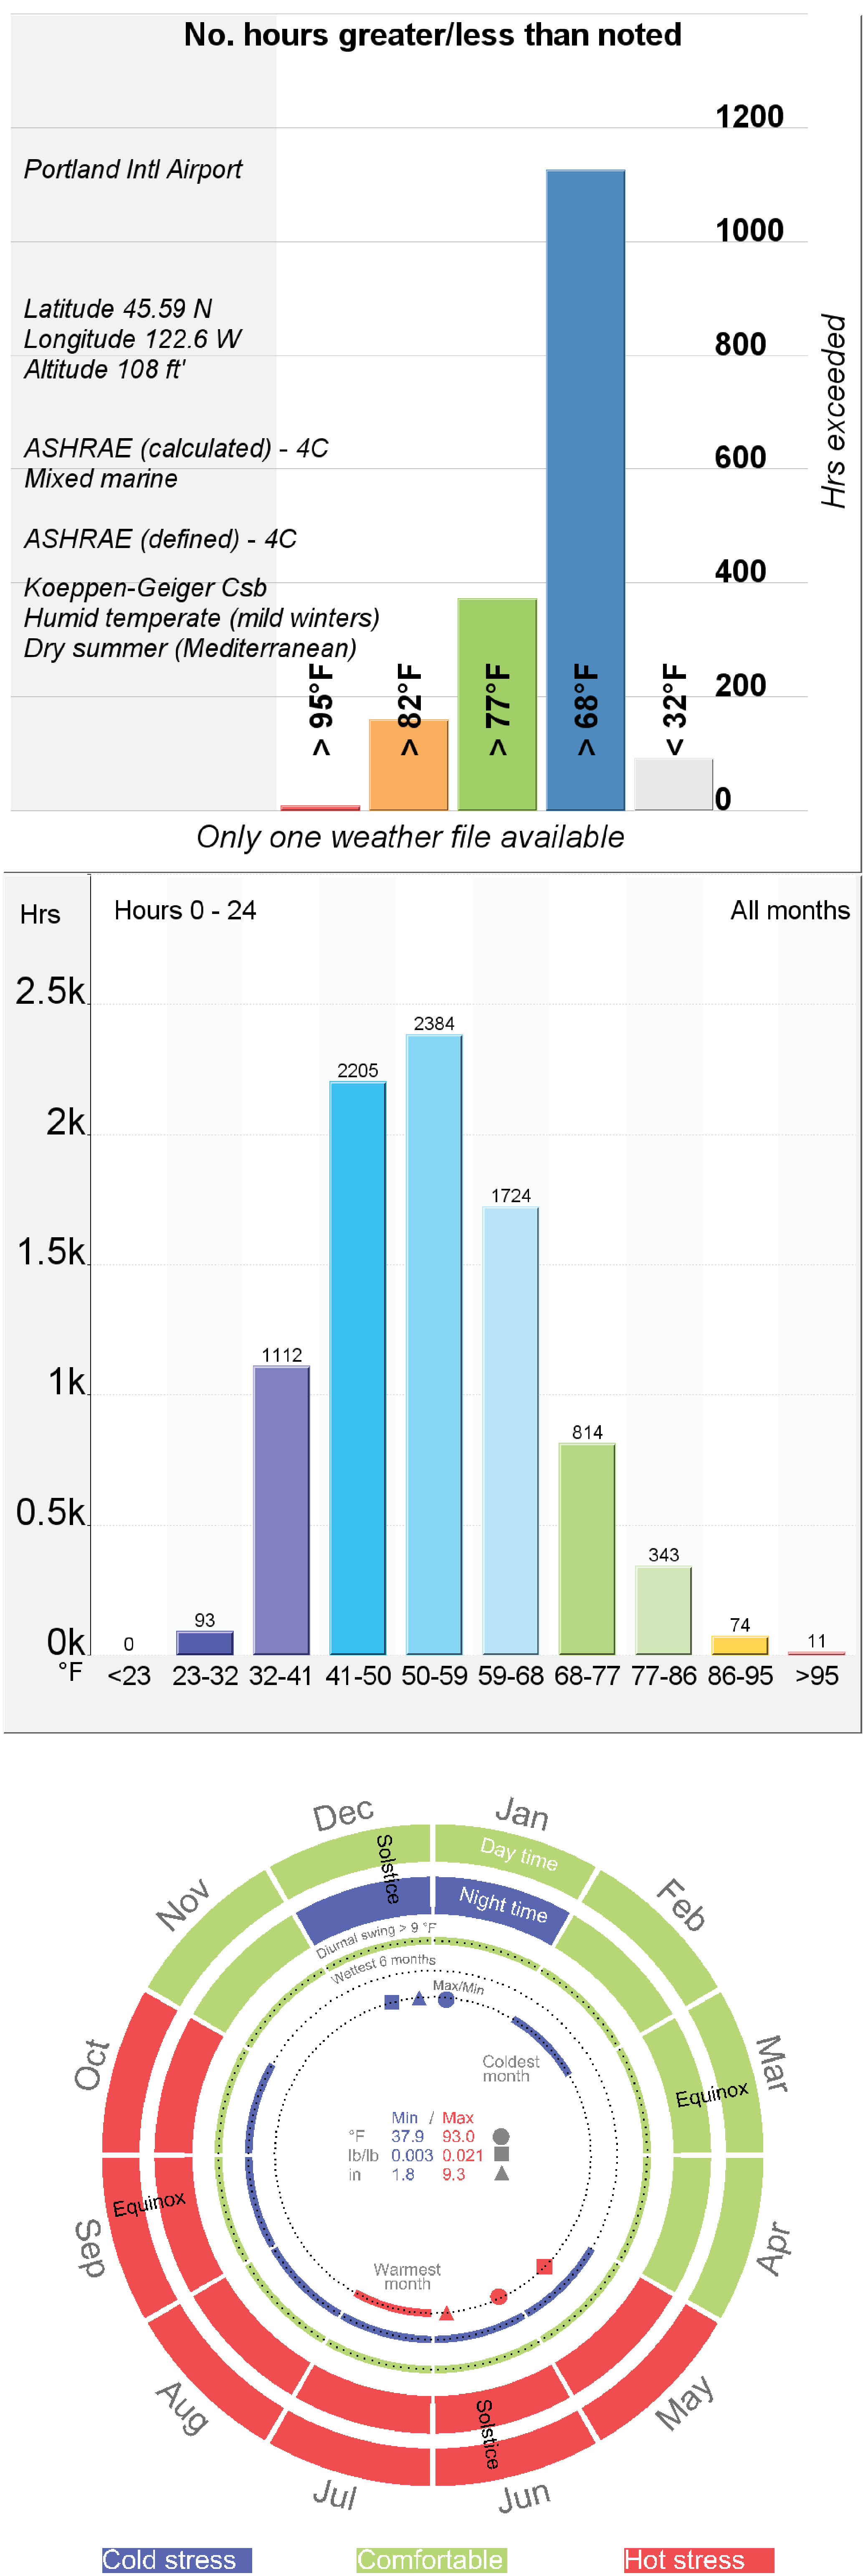 No. hours greater/less than noted
1200
Portland Intl Airport
1000
Latitude 45.59 N
Longitude 122.6 W
Altitude 108 ft'
800
Hrs exceeded
ASHRAE (calculated) - 4C
Mixed marine
600
ASHRAE (defined) - 4C
400
Koeppen-Geiger Csb
Humid temperate (mild winters)
Dry summer (Mediterranean)
> 95°F
> 82°F
> 77°F
> 68°F
< 32°F
200
0
Only one weather file available
Hrs
Hours 0 - 24
All months
2.5k
2384
2205
2k
1724
1.5k
1112
1k
814
0.5k
343
93
74
11
0
0k
°F
<23
23-32
32-41
41-50
50-59
59-68
68-77
77-86
86-95
>95
Dec
Jan
Solstice
Day time
Nov
Feb
Night time
Diurnal swing > 9 °F
Wettest 6 months
Max/Min
Coldest
month
Oct
Mar
Equinox
Min / Max
°F 37.9 93.0
lb/lb 0.003 0.021
in 1.8 9.3
Equinox
Sep
Apr
Warmest
month
Aug
May
Solstice
Jul
Jun
Cold stress
Comfortable
Hot stress